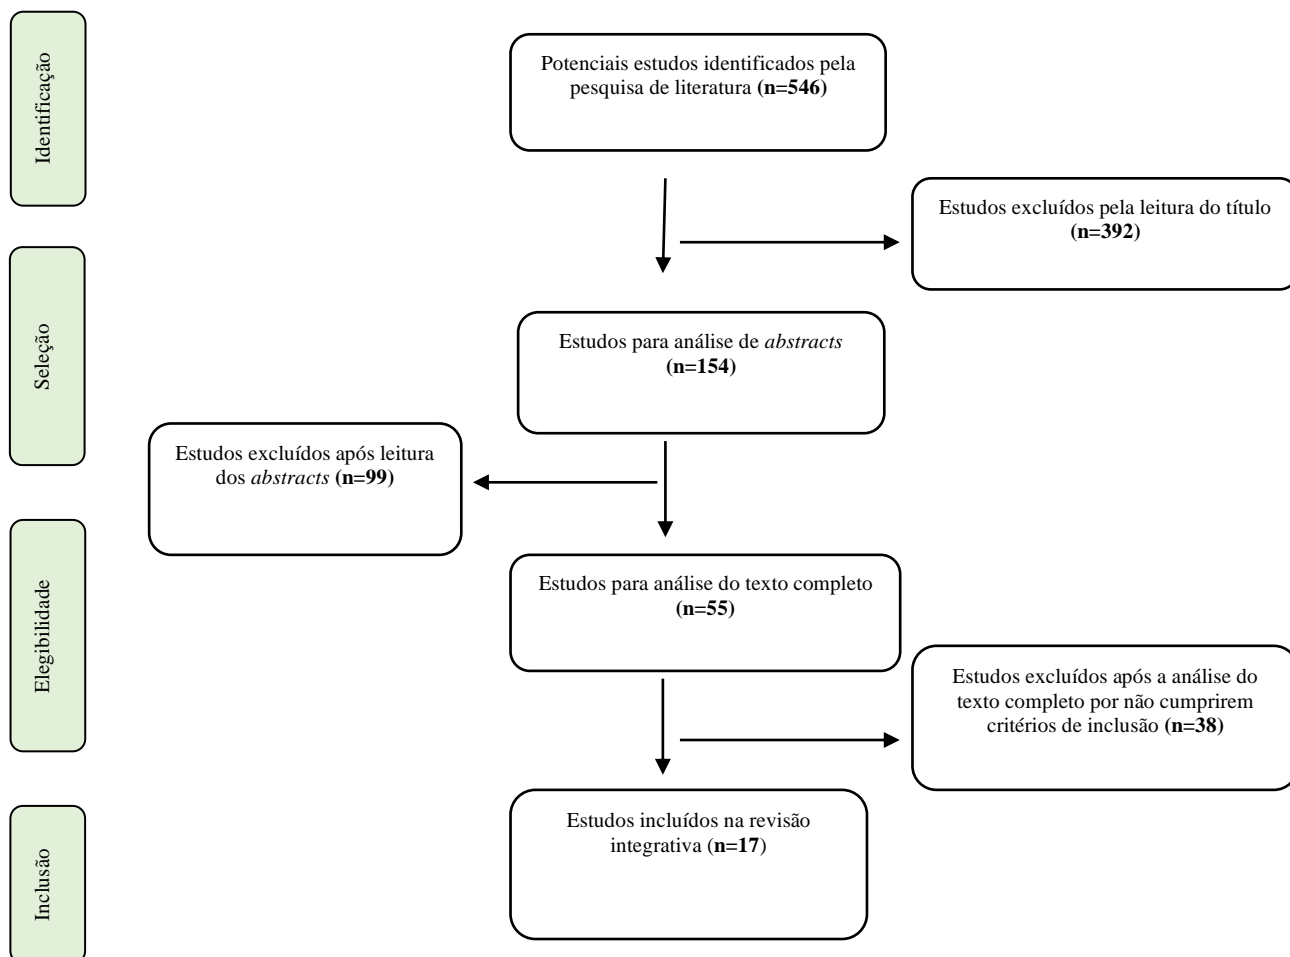 Identificação
Potenciais estudos identificados pela
pesquisa de literatura (n=546)
Estudos excluídos pela leitura do título
(n=392)
Seleção
Estudos para análise de abstracts
(n=154)
Estudos excluídos após leitura
dos abstracts (n=99)
Elegibilidade
Estudos para análise do texto completo
(n=55)
Estudos excluídos após a análise do
texto completo por não cumprirem
critérios de inclusão (n=38)
Inclusão
Estudos incluídos na revisão
integrativa (n=17)